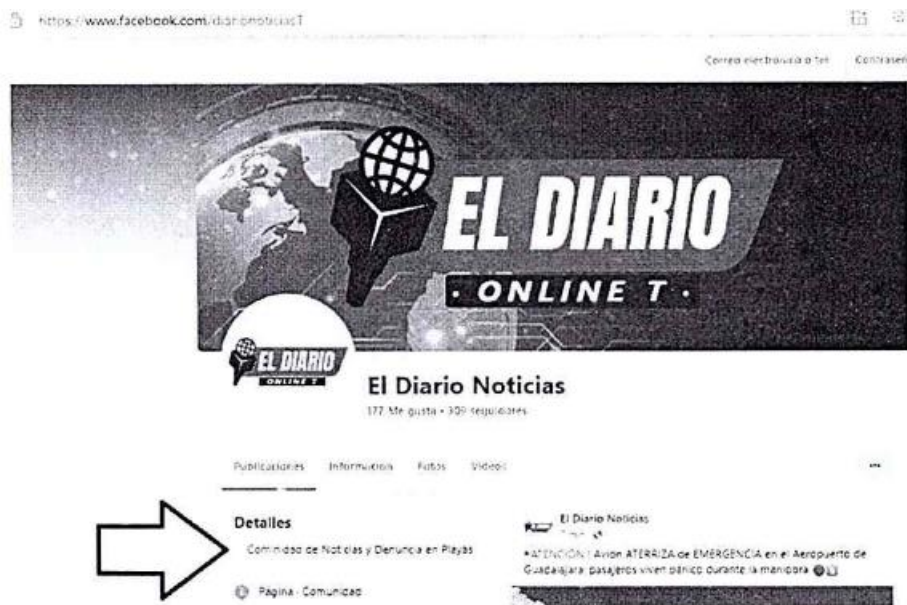 https://www.facebook.com/diarionoticiasT
Correo electrónico o tel
Contraseñ
EL DIARIO
· ONLINE T ·
EL DIARIO
ONLINE T
El Diario Noticias
177 Me gusta • 309 seguidores
Publicaciones Información Fotos Videos
Detalles
Comunidad de Noticias y Denuncia en Playas
Página · Comunidad
El Diario Noticias
#ATENCIÓN | Avión ATERRIZA de EMERGENCIA en el Aeropuerto de
Guadalajara: pasajeros viven pánico durante la maniobra